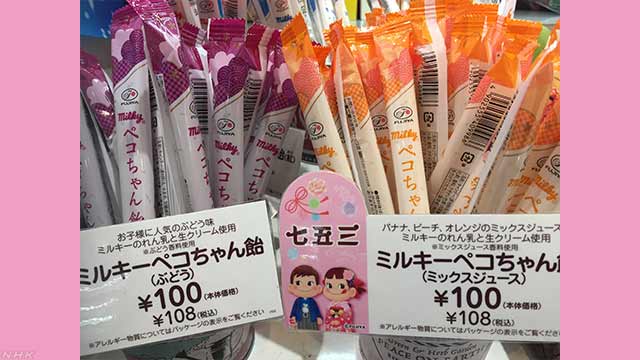 FUJIYA
Milky
ペコちゃん飴
FUJIYA
Milky
ペコちゃん飴
お子様に人気のぶどう味
ミルキーのれん乳と生クリーム使用
※ぶどう香料使用
ミルキーペコちゃん飴
(ぶどう)
¥100(本体価格)
¥108(税込)
※アレルギー物質についてはパッケージの表示をご覧ください
七五三
バナナ、ピーチ、オレンジのミックスジュース
ミルキーのれん乳と生クリーム使用
※ミックスジュース香料使用
ミルキーペコちゃん
(ミックスジュース)
¥100(本体価格)
¥108(税込)
※アレルギー物質についてはパッケージの表示をご覧ください
NHK